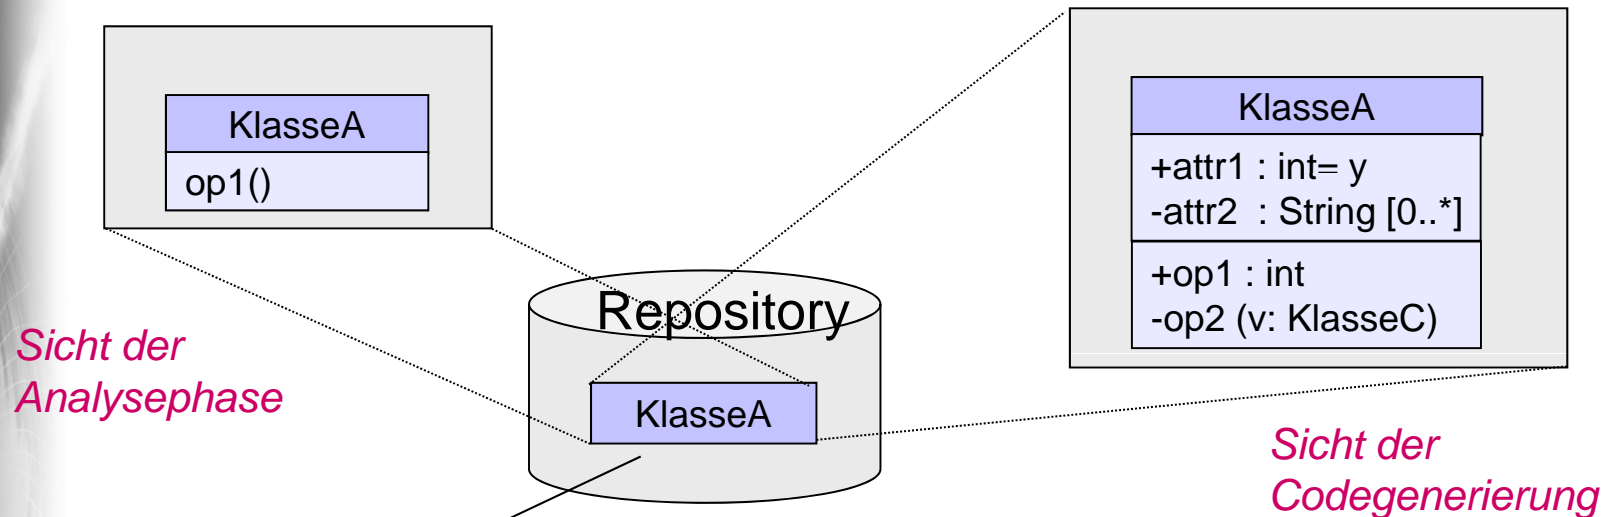 KlasseA
op1()
Sicht der
Analysephase
Repository
KlasseA
KlasseA
+attr1 : int= y
-attr2 : String [0..*]
+op1 : int
-op2 (v: KlasseC)
Sicht der
Codegenerierung